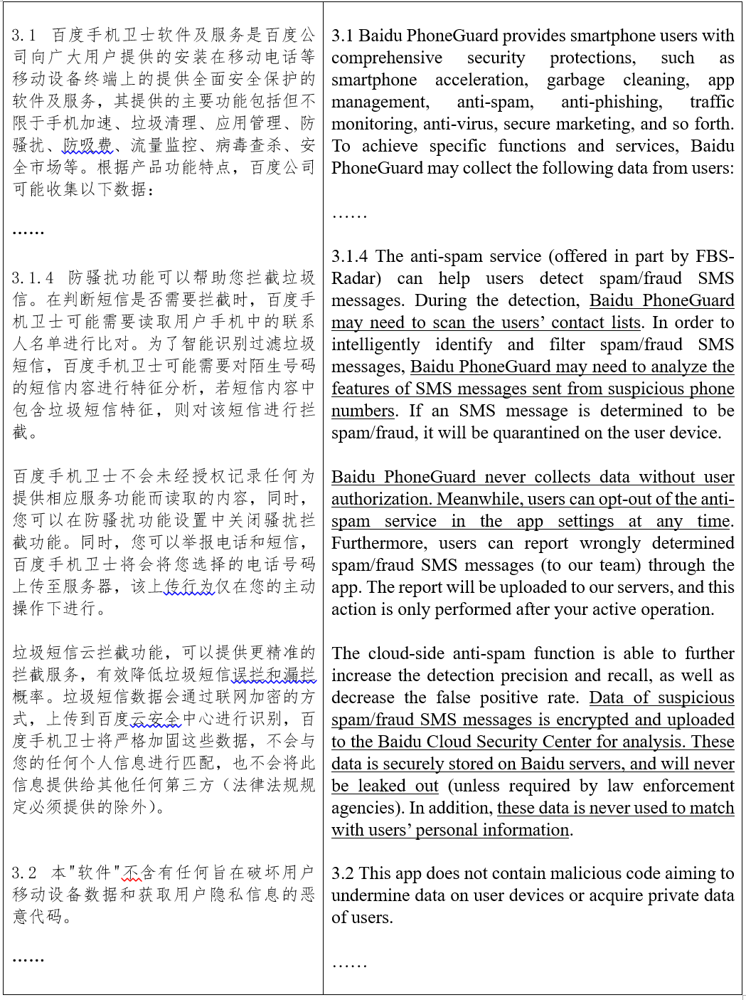 3.1 百度手机卫士软件及服务是百度公
司向广大用户提供的安装在移动电话等
移动设备终端上的提供全面安全保护的
软件及服务，其提供的主要功能包括但不
限于手机加速、垃圾清理、应用管理、防
骚扰、防吸费、流量监控、病毒查杀、安
全市场等。根据产品功能特点，百度公司
可能收集以下数据：
……
3.1.4 防骚扰功能可以帮助您拦截垃圾
信。在判断短信是否需要拦截时，百度手
机卫士可能需要读取用户手机中的联系
人名单进行比对。为了智能识别过滤垃圾
短信，百度手机卫士可能需要对陌生号码
的短信内容进行特征分析，若短信内容中
包含垃圾短信特征，则对该短信进行拦
截。
百度手机卫士不会未经授权记录任何为
提供相应服务功能而读取的内容，同时，
您可以在防骚扰功能设置中关闭骚扰拦
截功能。同时，您可以举报电话和短信，
百度手机卫士将会将您选择的电话号码
上传至服务器，该上传行为仅在您的主动
操作下进行。
垃圾短信云拦截功能，可以提供更精准的
拦截服务，有效降低垃圾短信误拦和漏拦
概率。垃圾短信数据会通过联网加密的方
式，上传到百度云安全中心进行识别，百
度手机卫士将严格加固这些数据，不会与
您的任何个人信息进行匹配，也不会将此
信息提供给其他任何第三方（法律法规规
定必须提供的除外）。
3.2 本"软件"不含有任何旨在破坏用户
移动设备数据和获取用户隐私信息的恶
意代码。
……
3.1 Baidu PhoneGuard provides smartphone users with
comprehensive security protections, such as
smartphone acceleration, garbage cleaning, app
management, anti-spam, anti-phishing, traffic
monitoring, anti-virus, secure marketing, and so forth.
To achieve specific functions and services, Baidu
PhoneGuard may collect the following data from users:
……
3.1.4 The anti-spam service (offered in part by FBS-
Radar) can help users detect spam/fraud SMS
messages. During the detection, Baidu PhoneGuard
may need to scan the users’ contact lists. In order to
intelligently identify and filter spam/fraud SMS
messages, Baidu PhoneGuard may need to analyze the
features of SMS messages sent from suspicious phone
numbers. If an SMS message is determined to be
spam/fraud, it will be quarantined on the user device.
Baidu PhoneGuard never collects data without user
authorization. Meanwhile, users can opt-out of the anti-
spam service in the app settings at any time.
Furthermore, users can report wrongly determined
spam/fraud SMS messages (to our team) through the
app. The report will be uploaded to our servers, and this
action is only performed after your active operation.
The cloud-side anti-spam function is able to further
increase the detection precision and recall, as well as
decrease the false positive rate. Data of suspicious
spam/fraud SMS messages is encrypted and uploaded
to the Baidu Cloud Security Center for analysis. These
data is securely stored on Baidu servers, and will never
be leaked out (unless required by law enforcement
agencies). In addition, these data is never used to match
with users’ personal information.
3.2 This app does not contain malicious code aiming to
undermine data on user devices or acquire private data
of users.
……